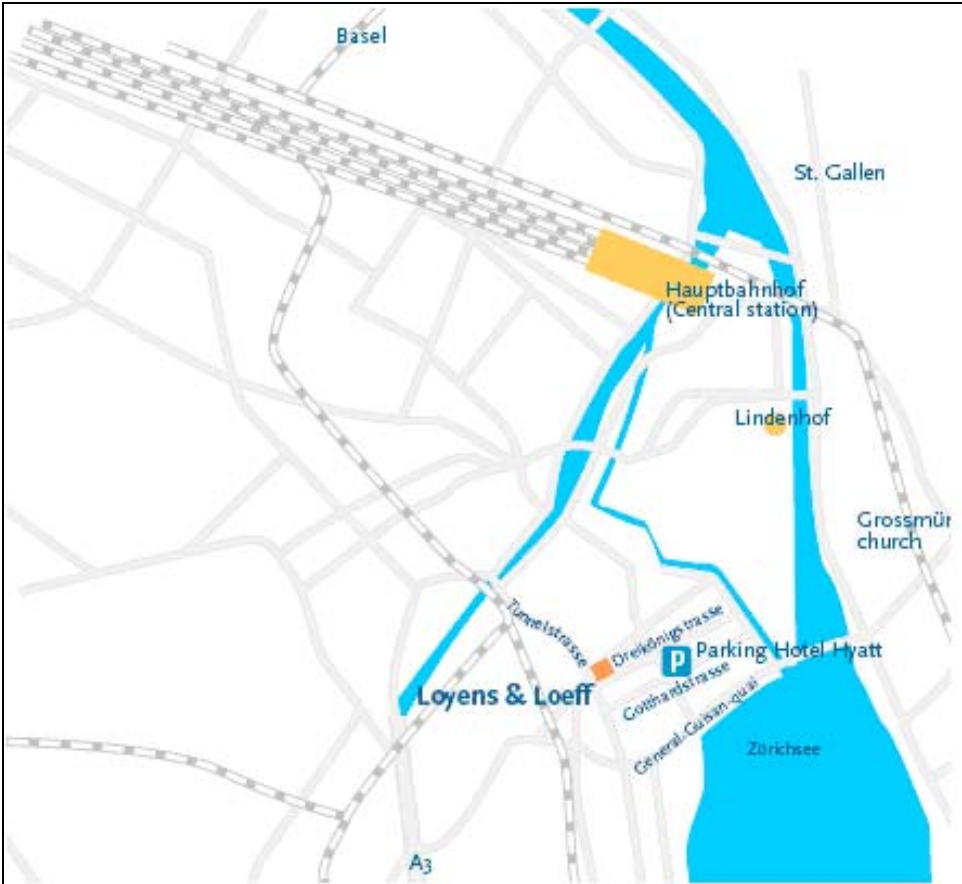 Basel
St. Gallen
Hauptbahnhof
(Central station)
Lindenhof
Grossmün
church
Tunnelstrasse
Dreikönigstrasse
P
Parking Hotel Hyatt
Loyens & Loeff
Gotthardstrasse
General-Guisan-quai
Zürichsee
A3